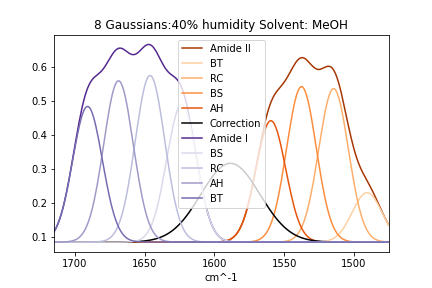 8 Gaussians:40% humidity Solvent: MeOH
Amide II
BT
RC
BS
AH
Correction
Amide I
BS
RC
AH
BT
0.6
0.5
0.4
0.3
0.2
0.1
1700 1650 1600 1550 1500
cm^-1